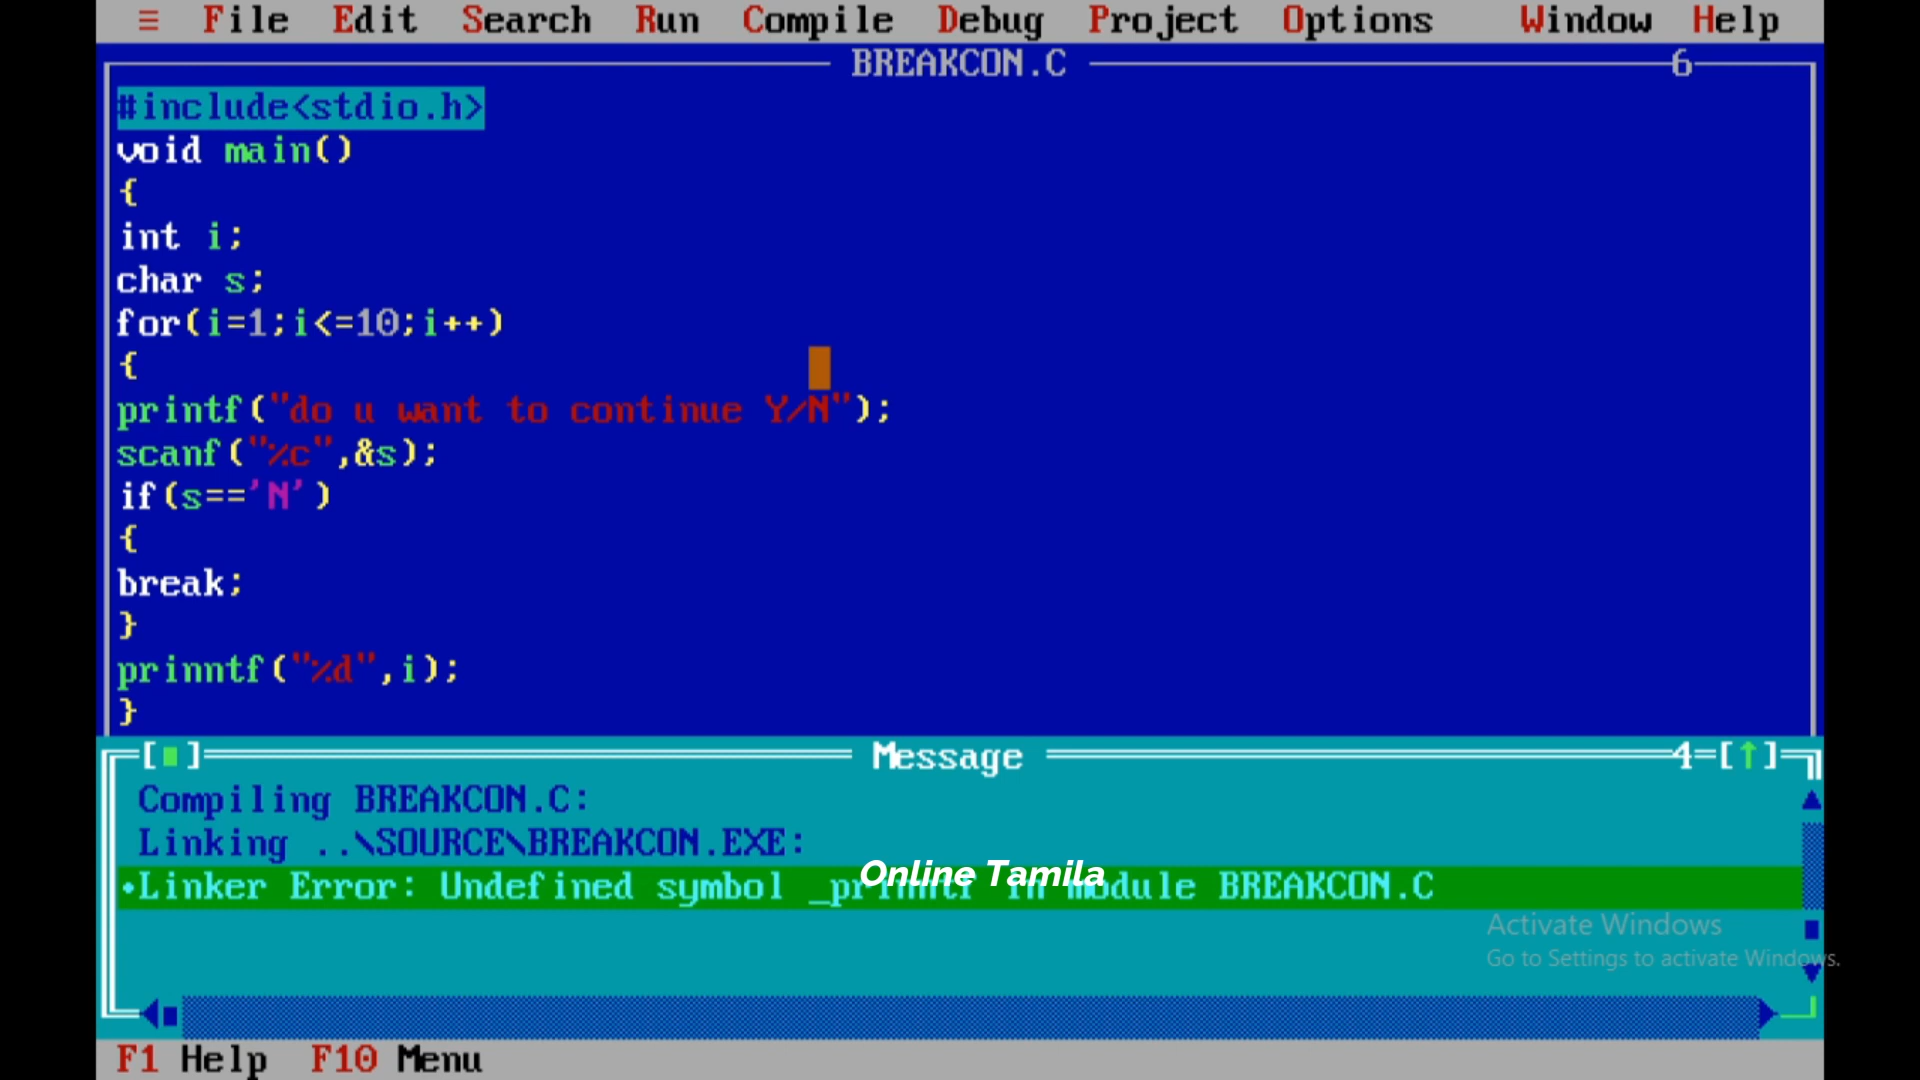 ≡ File Edit Search Run Compile Debug Project Options Window Help
BREAKCON.C 6
#include<stdio.h>
void main()
{
int i;
char s;
for(i=1;i<=10;i++)
{
printf("do u want to continue Y/N");
scanf("%c",&s);
if(s=='N')
{
break;
}
prinntf("%d",i);
}
[■] Message 4=[↑]
Compiling BREAKCON.C:
Linking ..\SOURCE\BREAKCON.EXE:
Online Tamila
•Linker Error: Undefined symbol _prinntf in module BREAKCON.C
Activate Windows
Go to Settings to activate Windows.
F1 Help F10 Menu